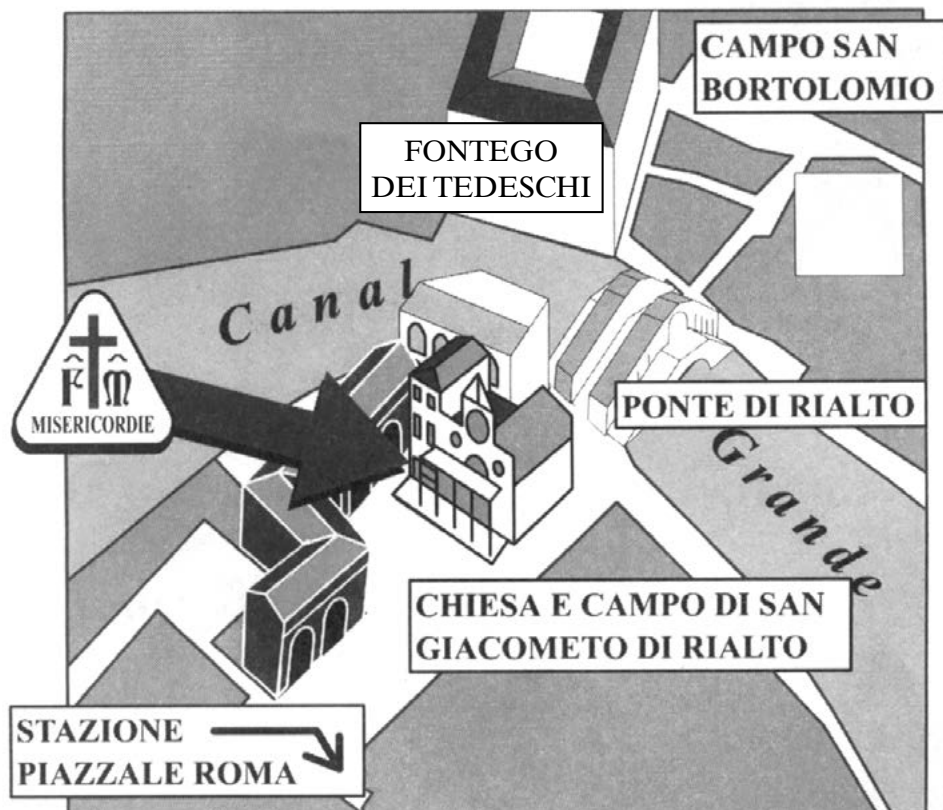 CAMPO SAN
BORTOLOMIO
FONTEGO
DEI TEDESCHI
Canal
F M
MISERICORDIE
PONTE DI RIALTO
Grande
CHIESA E CAMPO DI SAN
GIACOMETO DI RIALTO
STAZIONE
PIAZZALE ROMA